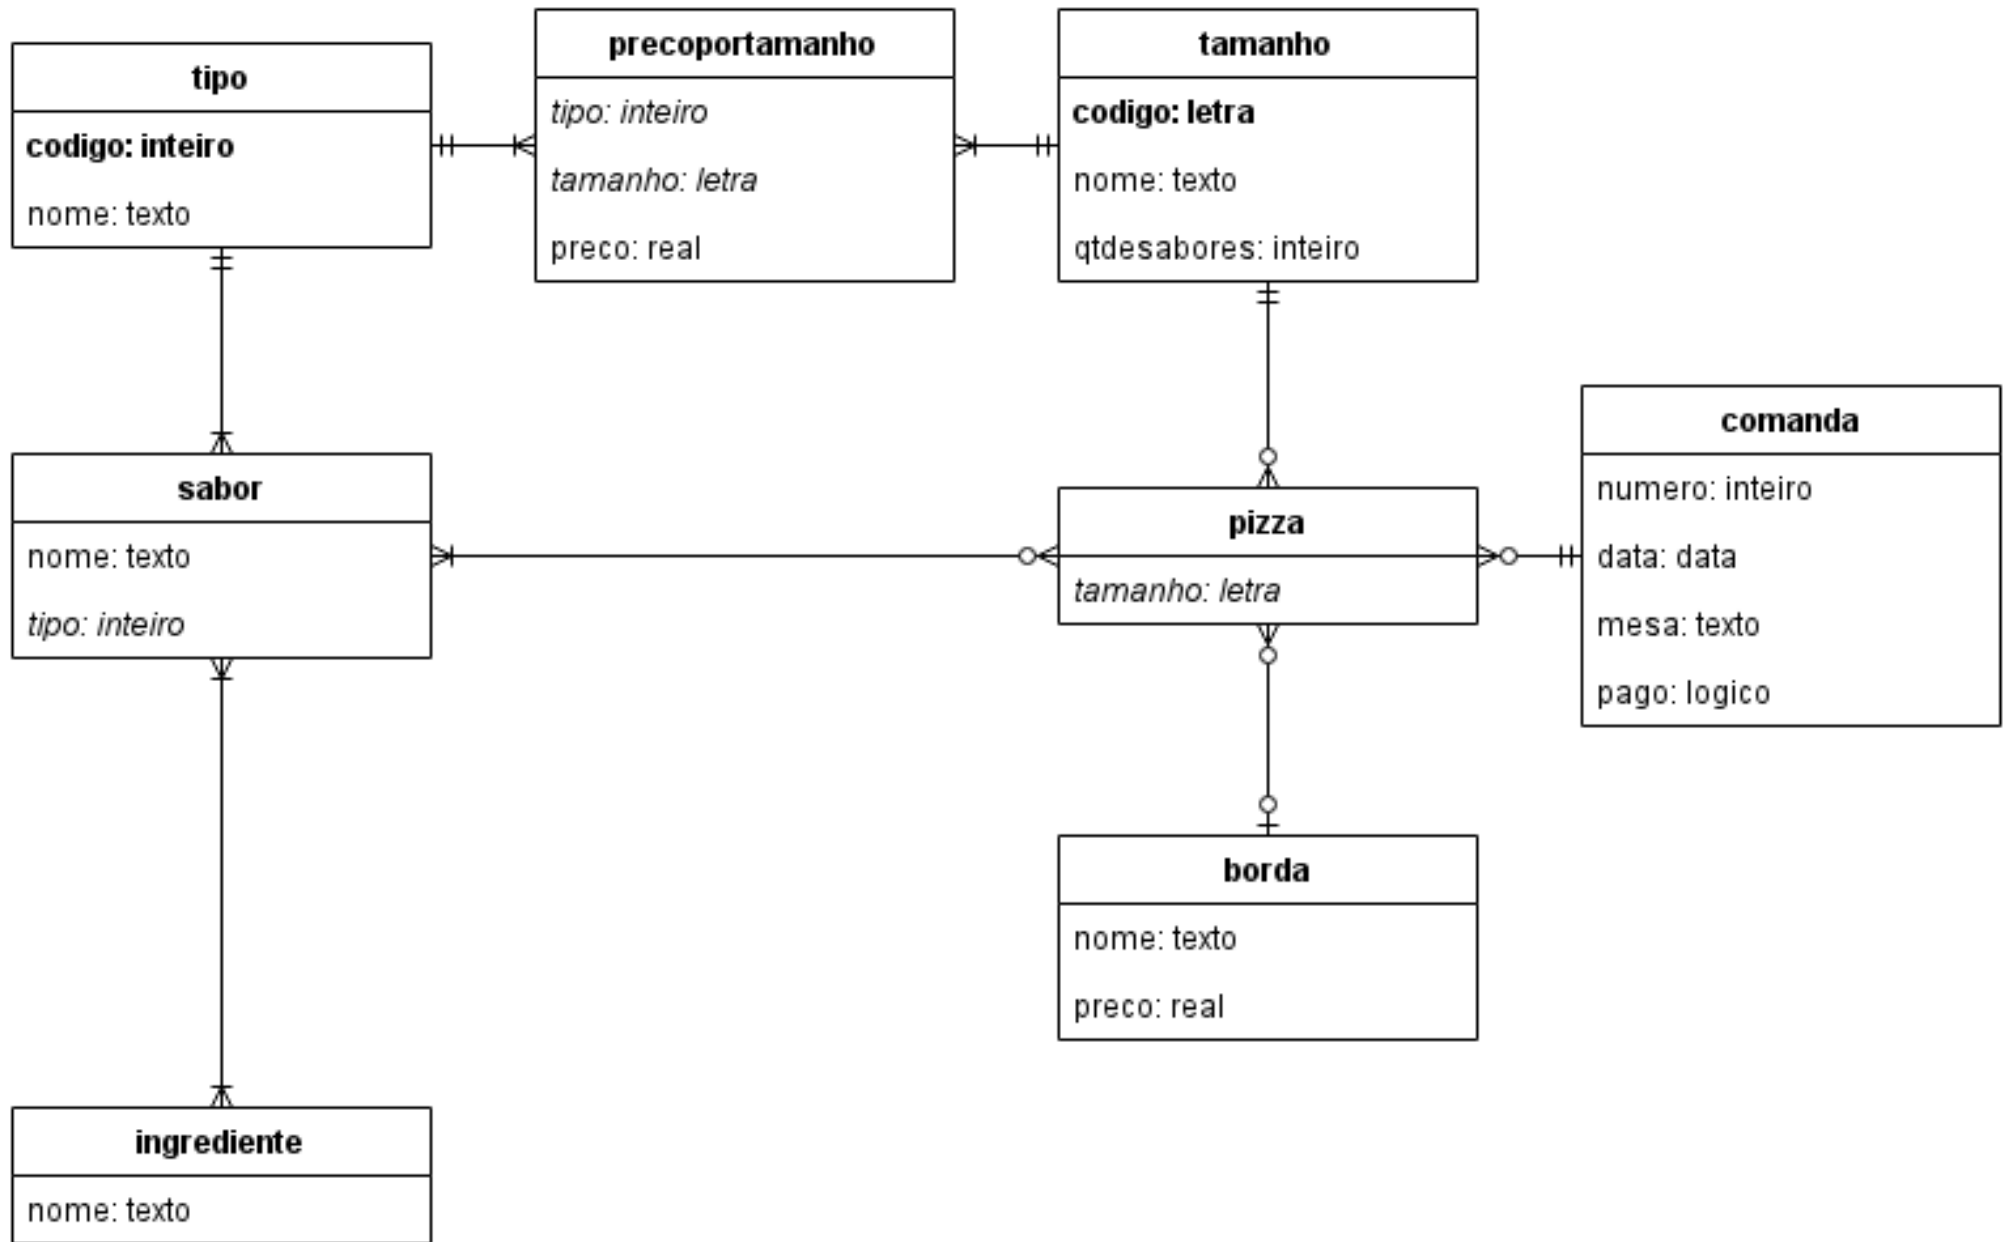 tipo
codigo: inteiro
nome: texto
precoportamanho
tipo: inteiro
tamanho: letra
preco: real
tamanho
codigo: letra
nome: texto
qtdesabores: inteiro
sabor
nome: texto
tipo: inteiro
pizza
tamanho: letra
comanda
numero: inteiro
data: data
mesa: texto
pago: logico
borda
nome: texto
preco: real
ingrediente
nome: texto